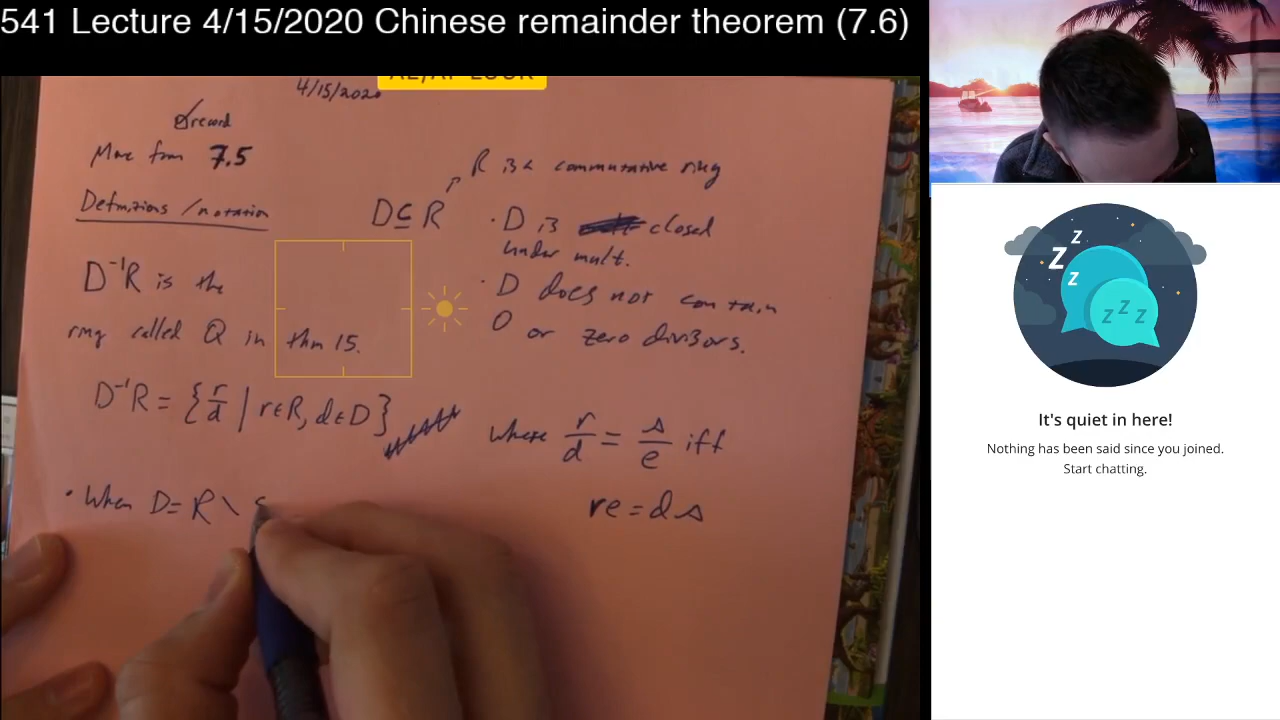 541 Lecture 4/15/2020 Chinese remainder theorem (7.6)
4/15/2020
AE/AF LOCK
record
More from 7.5
Definitions/notation
D⊆R
R is a commutative ring
· D is closed
under mult.
· D does not contain
0 or zero divisors.
D⁻¹R is the
ring called Q in thm 15.
D⁻¹R = {r/d | r∈R, d∈D}
where r/d = s/e iff
re = ds
· When D=R\
It's quiet in here!
Nothing has been said since you joined.
Start chatting.
Z Z Z
Z Z Z